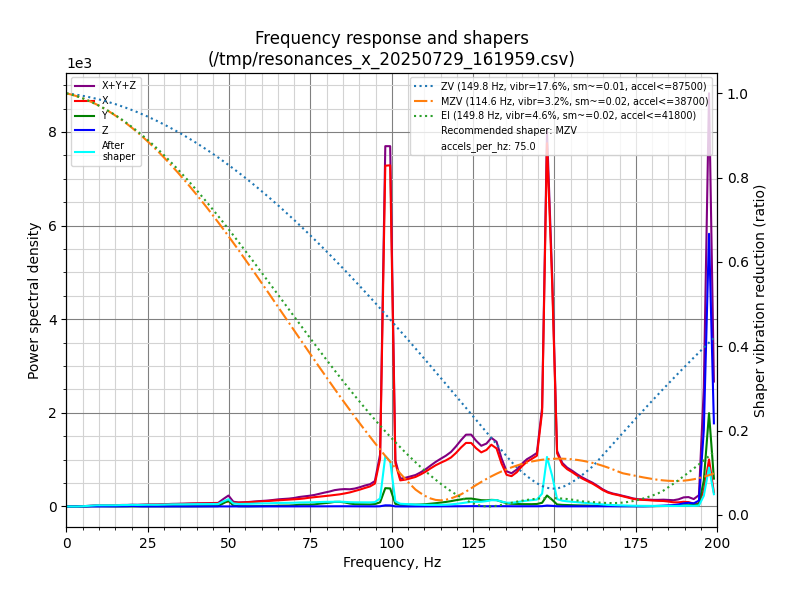 Frequency response and shapers
(/tmp/resonances_x_20250729_161959.csv)
1e3
X+Y+Z
X
Y
Z
After
shaper
ZV (149.8 Hz, vibr=17.6%, sm~=0.01, accel<=87500)
MZV (114.6 Hz, vibr=3.2%, sm~=0.02, accel<=38700)
EI (149.8 Hz, vibr=4.6%, sm~=0.02, accel<=41800)
Recommended shaper: MZV
accels_per_hz: 75.0
Power spectral density
8
6
4
2
0
1.0
0.8
0.6
0.4
0.2
0.0
Shaper vibration reduction (ratio)
0 25 50 75 100 125 150 175 200
Frequency, Hz